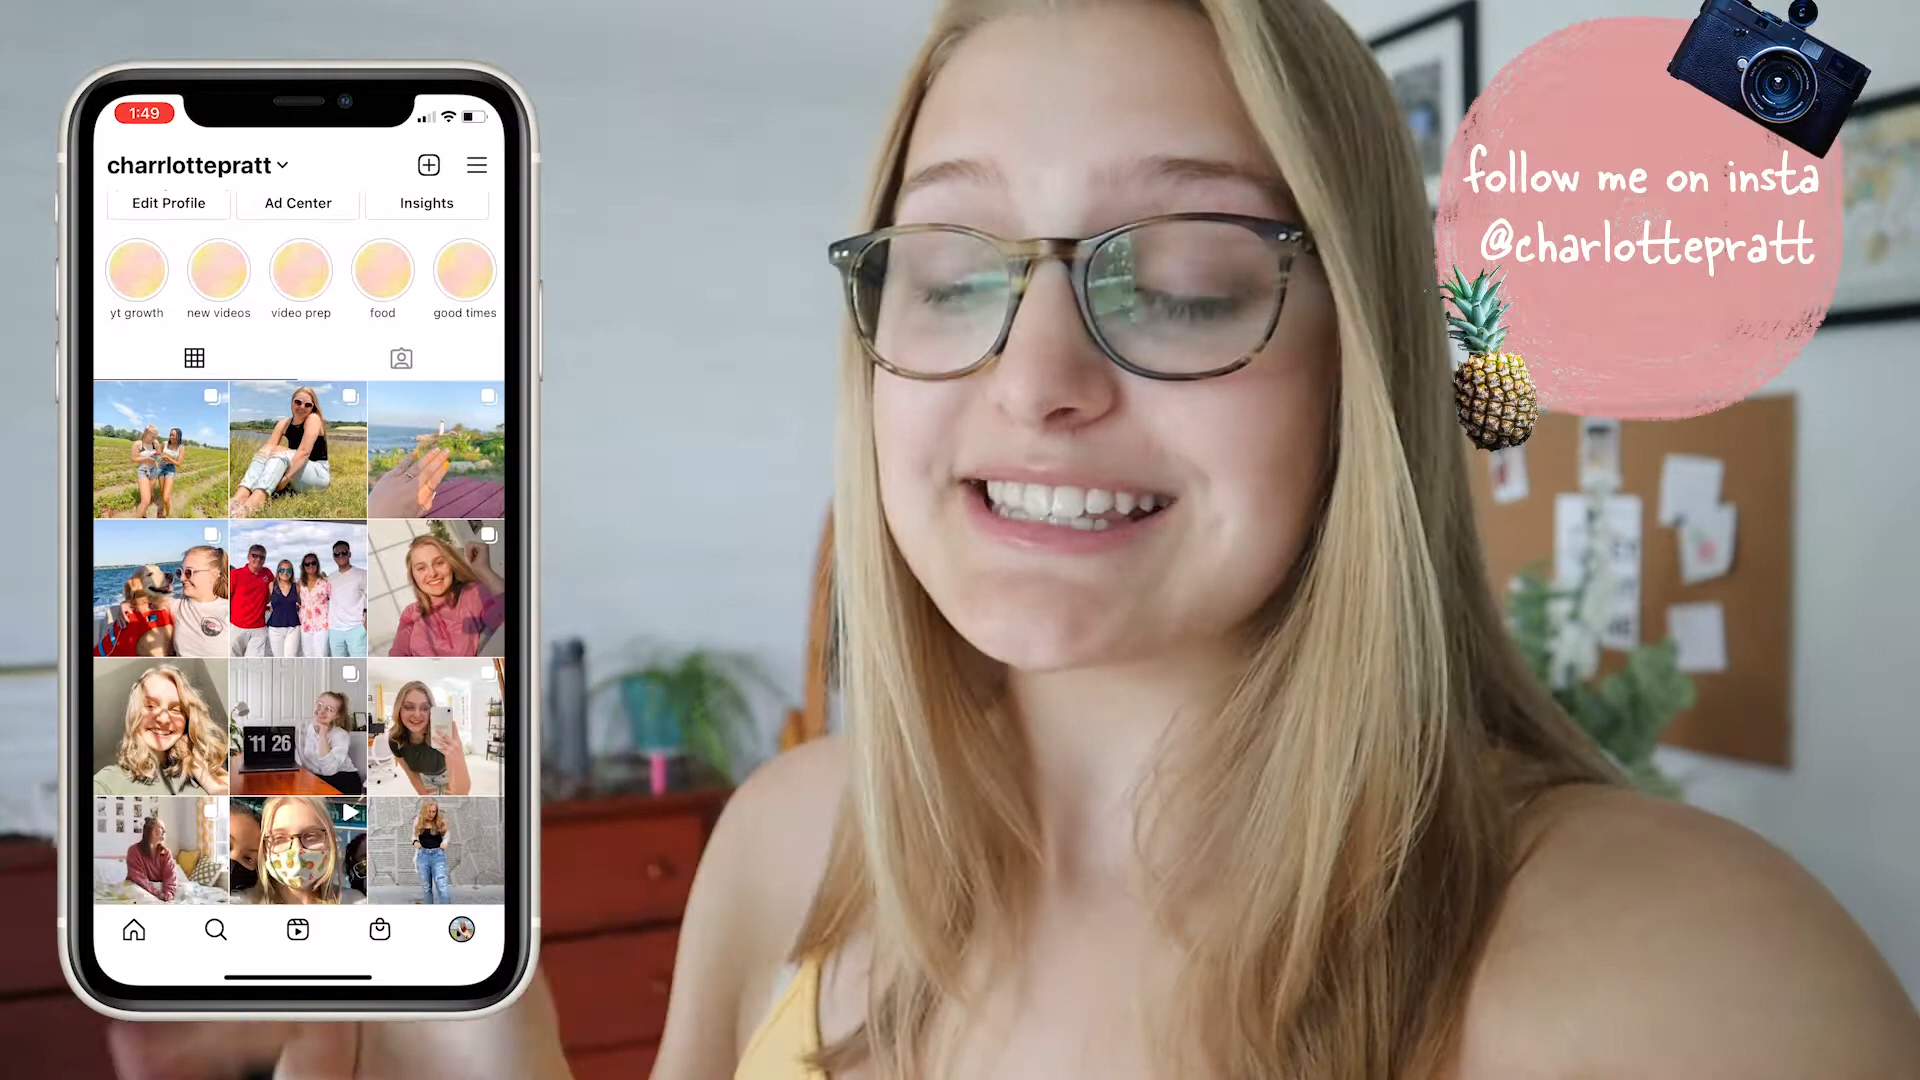 1:49
charrlottepratt
Edit Profile
Ad Center
Insights
yt growth
new videos
video prep
food
good times
11 26
follow me on insta
@charlottepratt